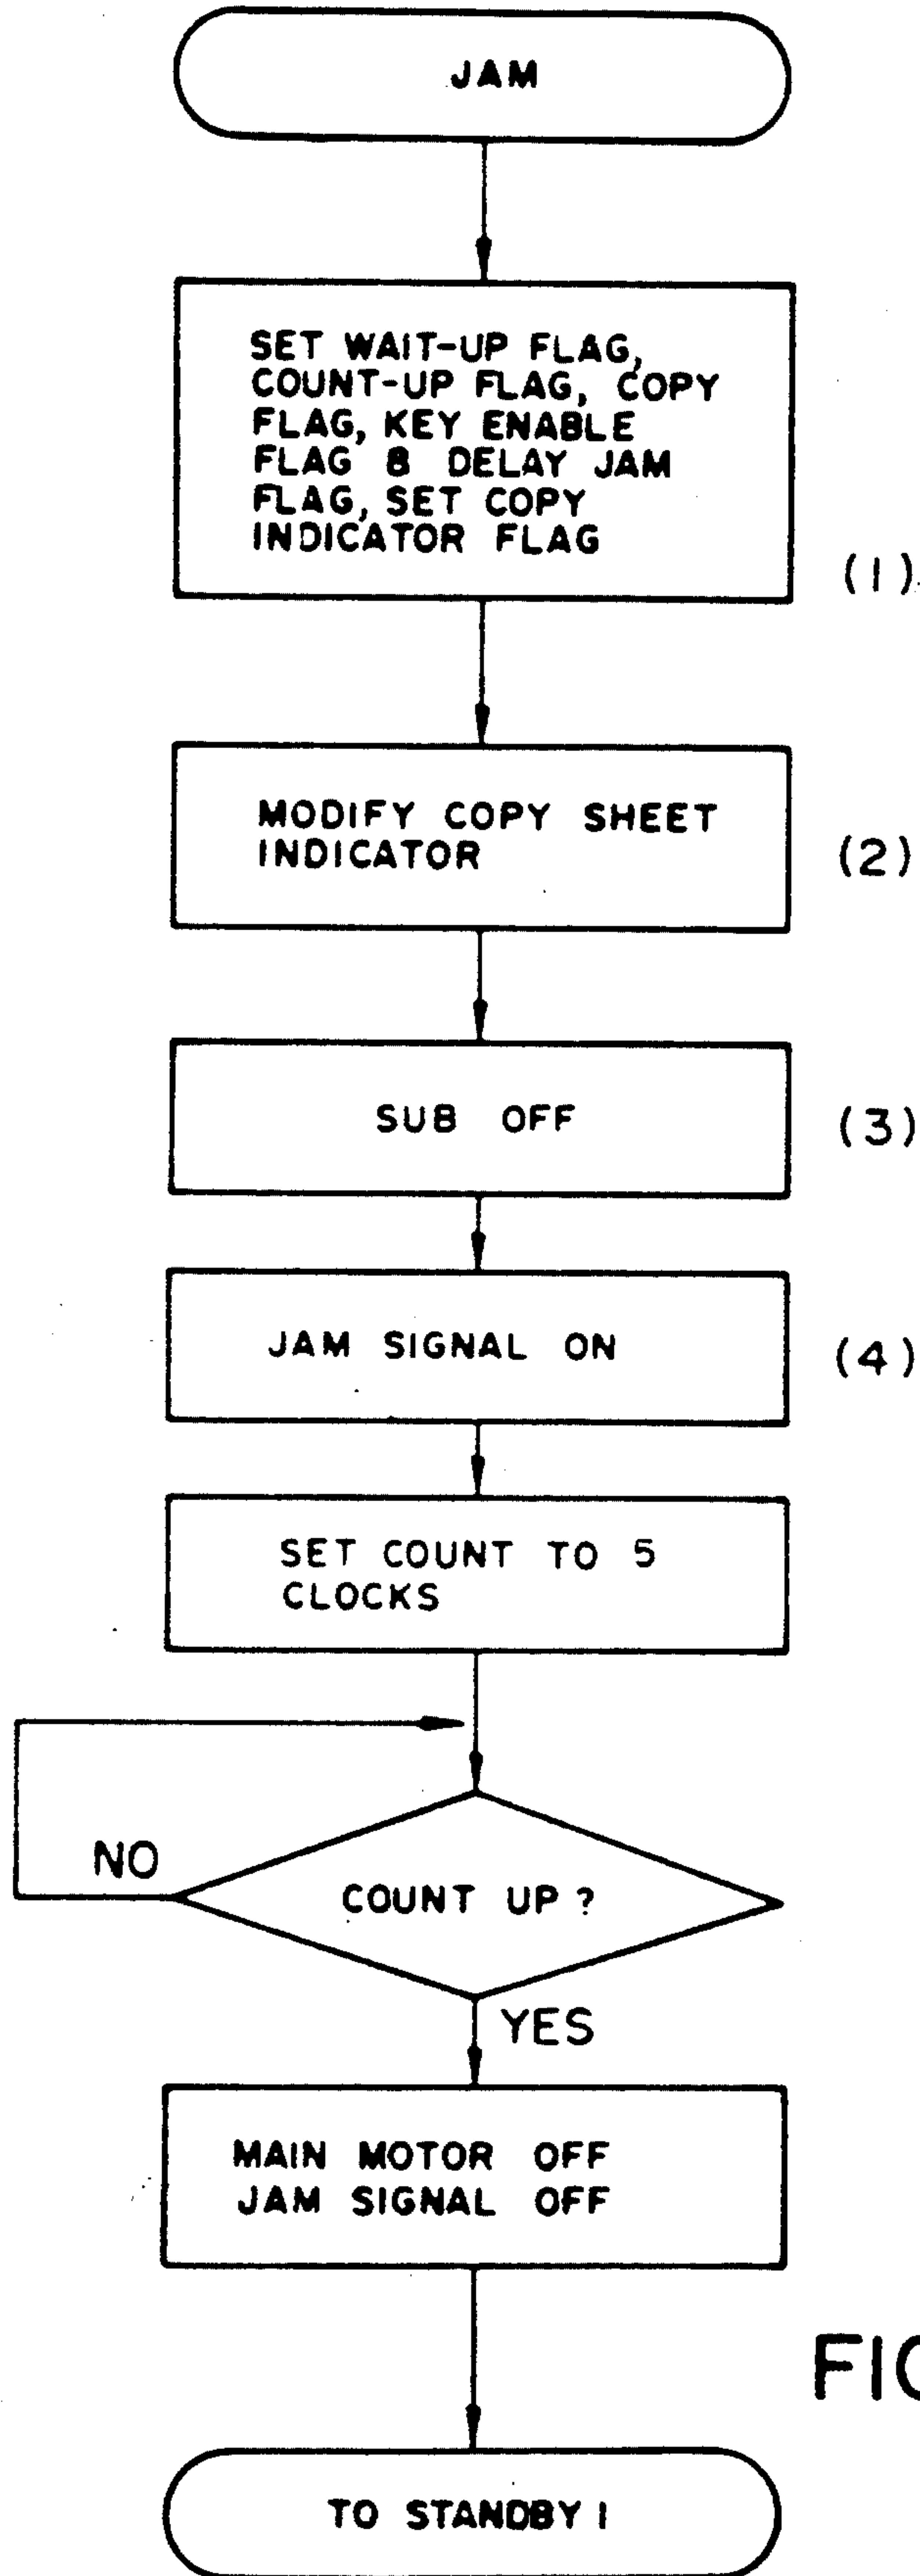 JAM
SET WAIT-UP FLAG,
COUNT-UP FLAG, COPY
FLAG, KEY ENABLE
FLAG 8 DELAY JAM
FLAG, SET COPY
INDICATOR FLAG
(1)
MODIFY COPY SHEET
INDICATOR
(2)
SUB OFF
(3)
JAM SIGNAL ON
(4)
SET COUNT TO 5
CLOCKS
NO
COUNT UP ?
YES
MAIN MOTOR OFF
JAM SIGNAL OFF
FIG
TO STANDBY 1